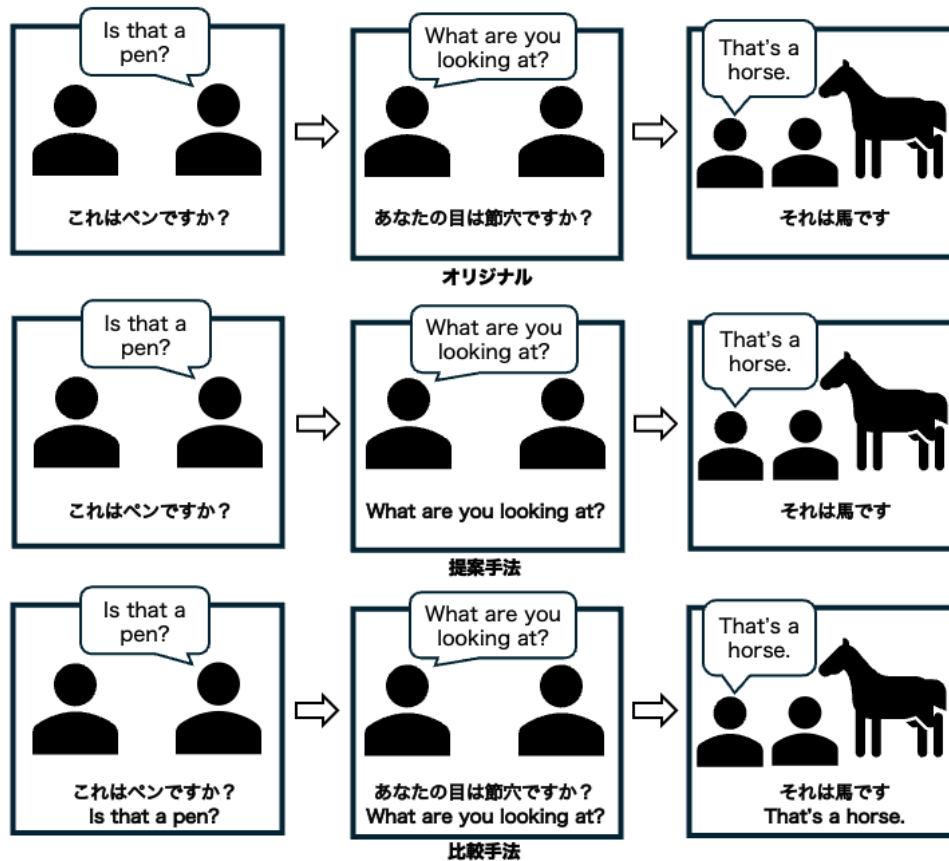 Is that a
pen?
What are you
looking at?
That's a
horse.
これはペンですか？
あなたの目は節穴ですか？
それは馬です
オリジナル
Is that a
pen?
What are you
looking at?
That's a
horse.
これはペンですか？
What are you looking at?
それは馬です
提案手法
Is that a
pen?
What are you
looking at?
That's a
horse.
これはペンですか？
Is that a pen?
あなたの目は節穴ですか？
What are you looking at?
それは馬です
That's a horse.
比較手法